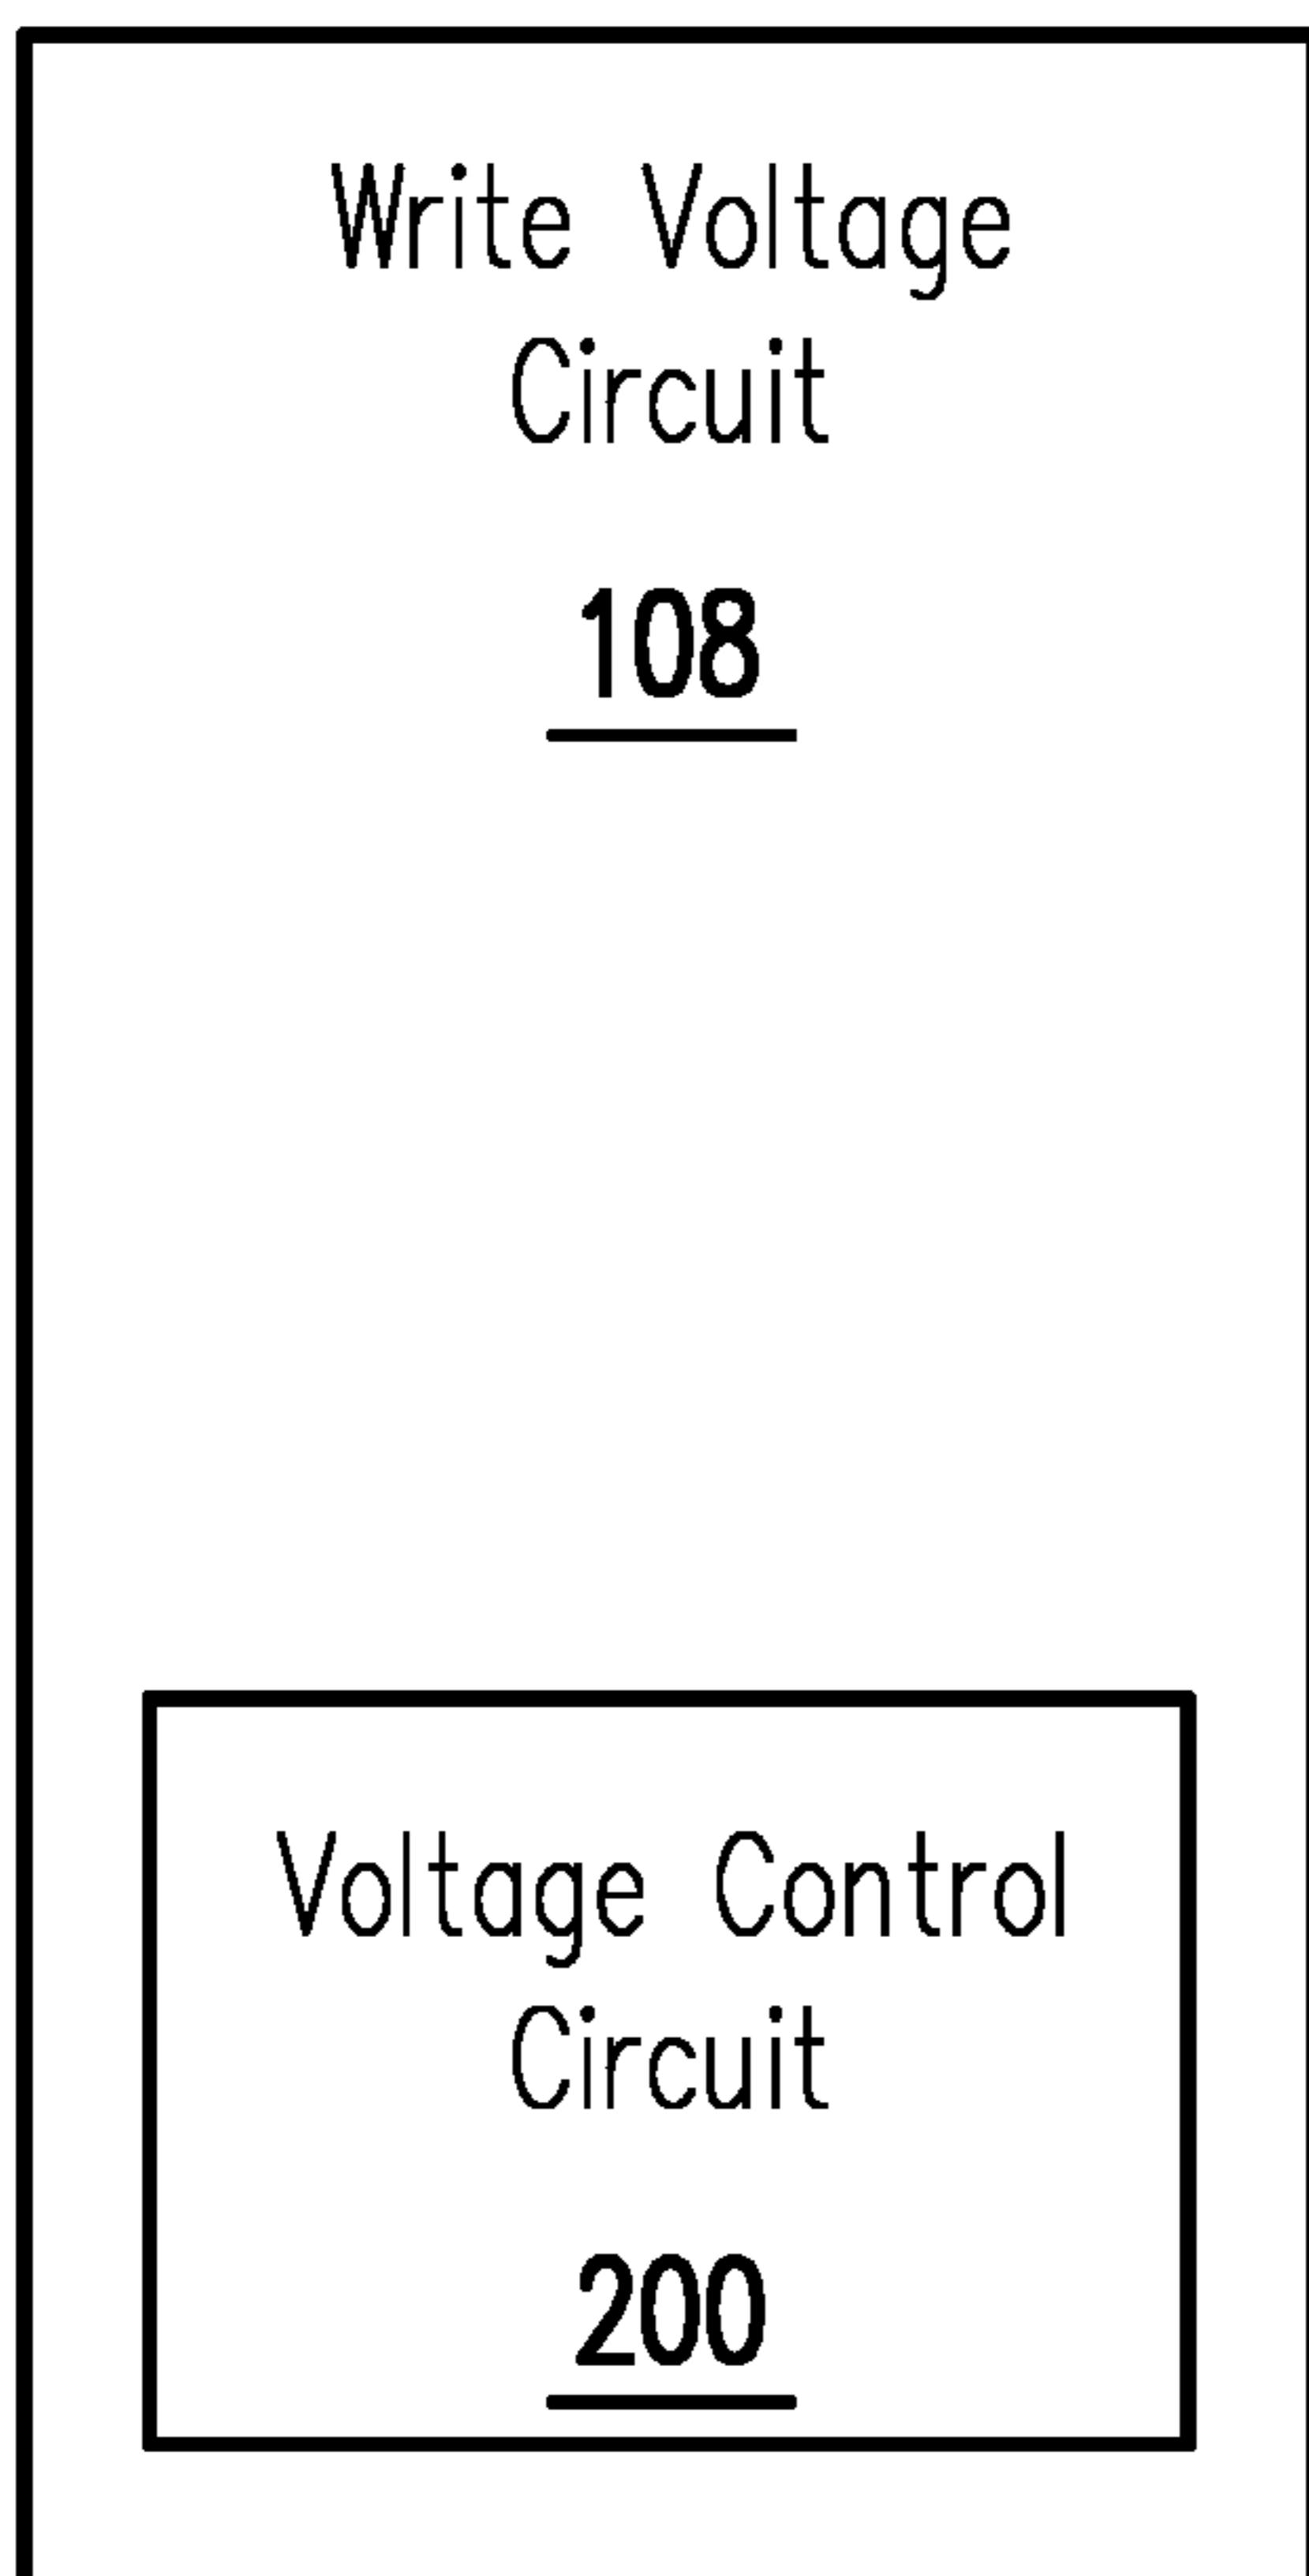 Write Voltage
Circuit
108
Voltage Control
Circuit
200